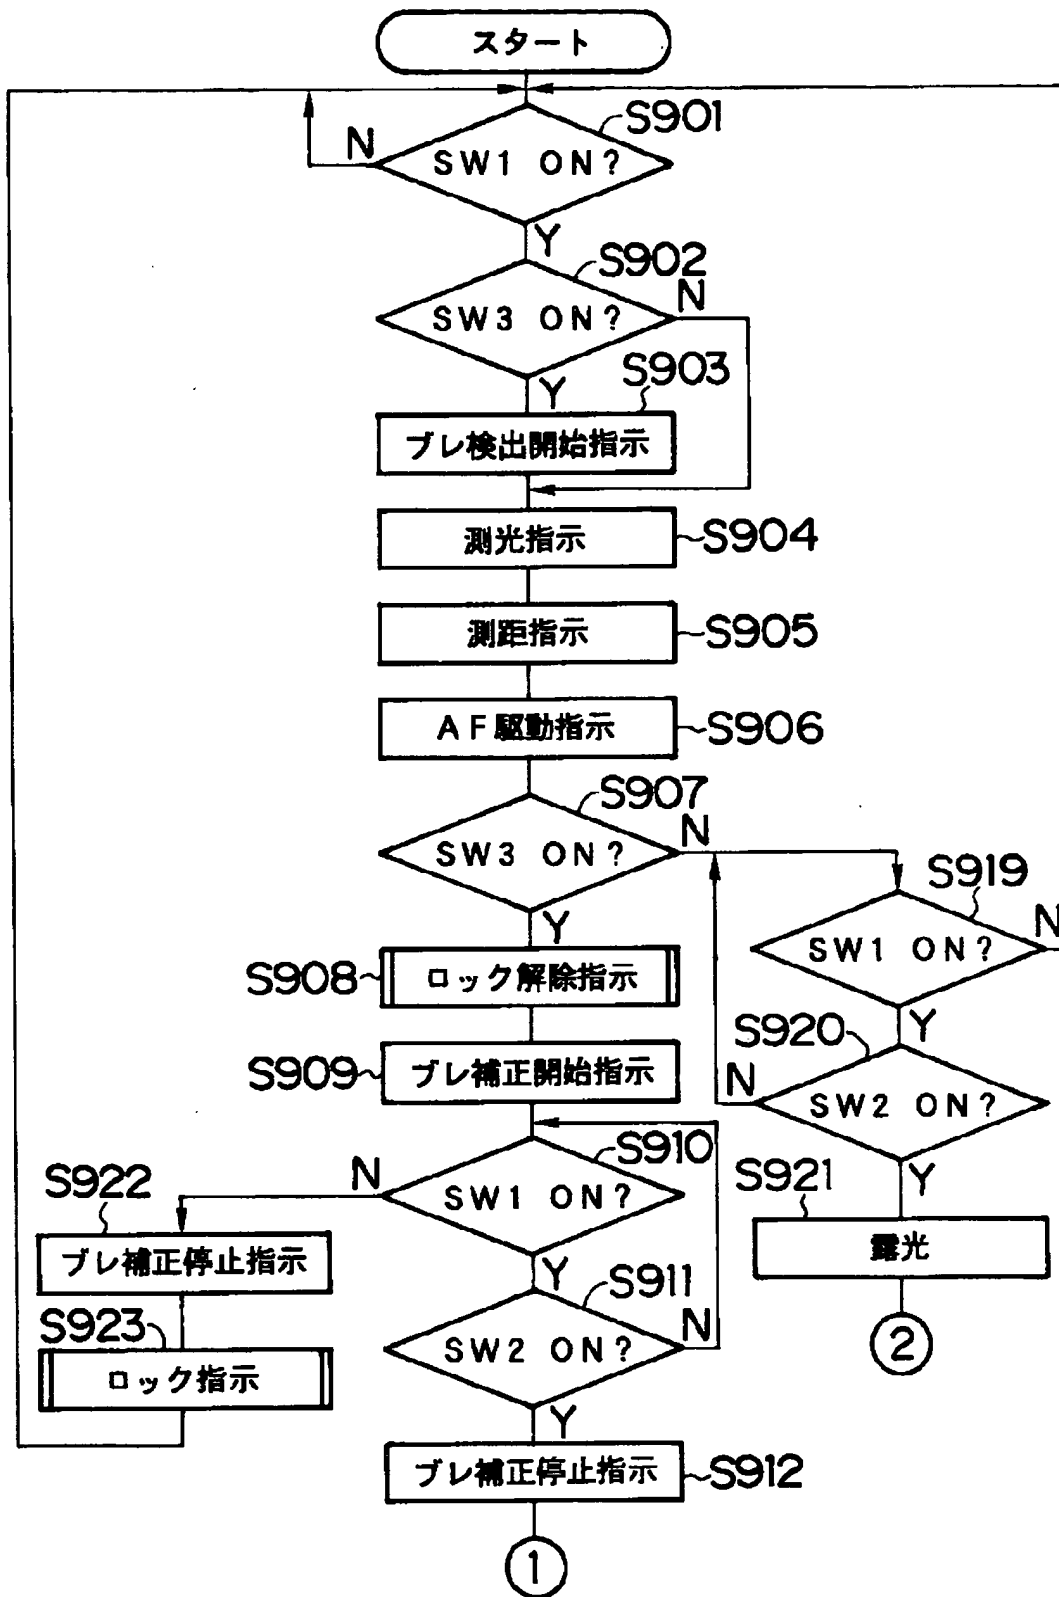 スタート
S901
N
SW1 ON?
Y
S902
N
SW3 ON?
Y
S903
ブレ検出開始指示
測光指示
S904
測距指示
S905
AF駆動指示
S906
S907
N
SW3 ON?
Y
S908
ロック解除指示
S909
ブレ補正開始指示
S910
N
SW1 ON?
Y
S911
N
SW2 ON?
Y
ブレ補正停止指示
S912
1
S922
ブレ補正停止指示
S923
ロック指示
S919
N
SW1 ON?
Y
S920
N
SW2 ON?
Y
S921
露光
2